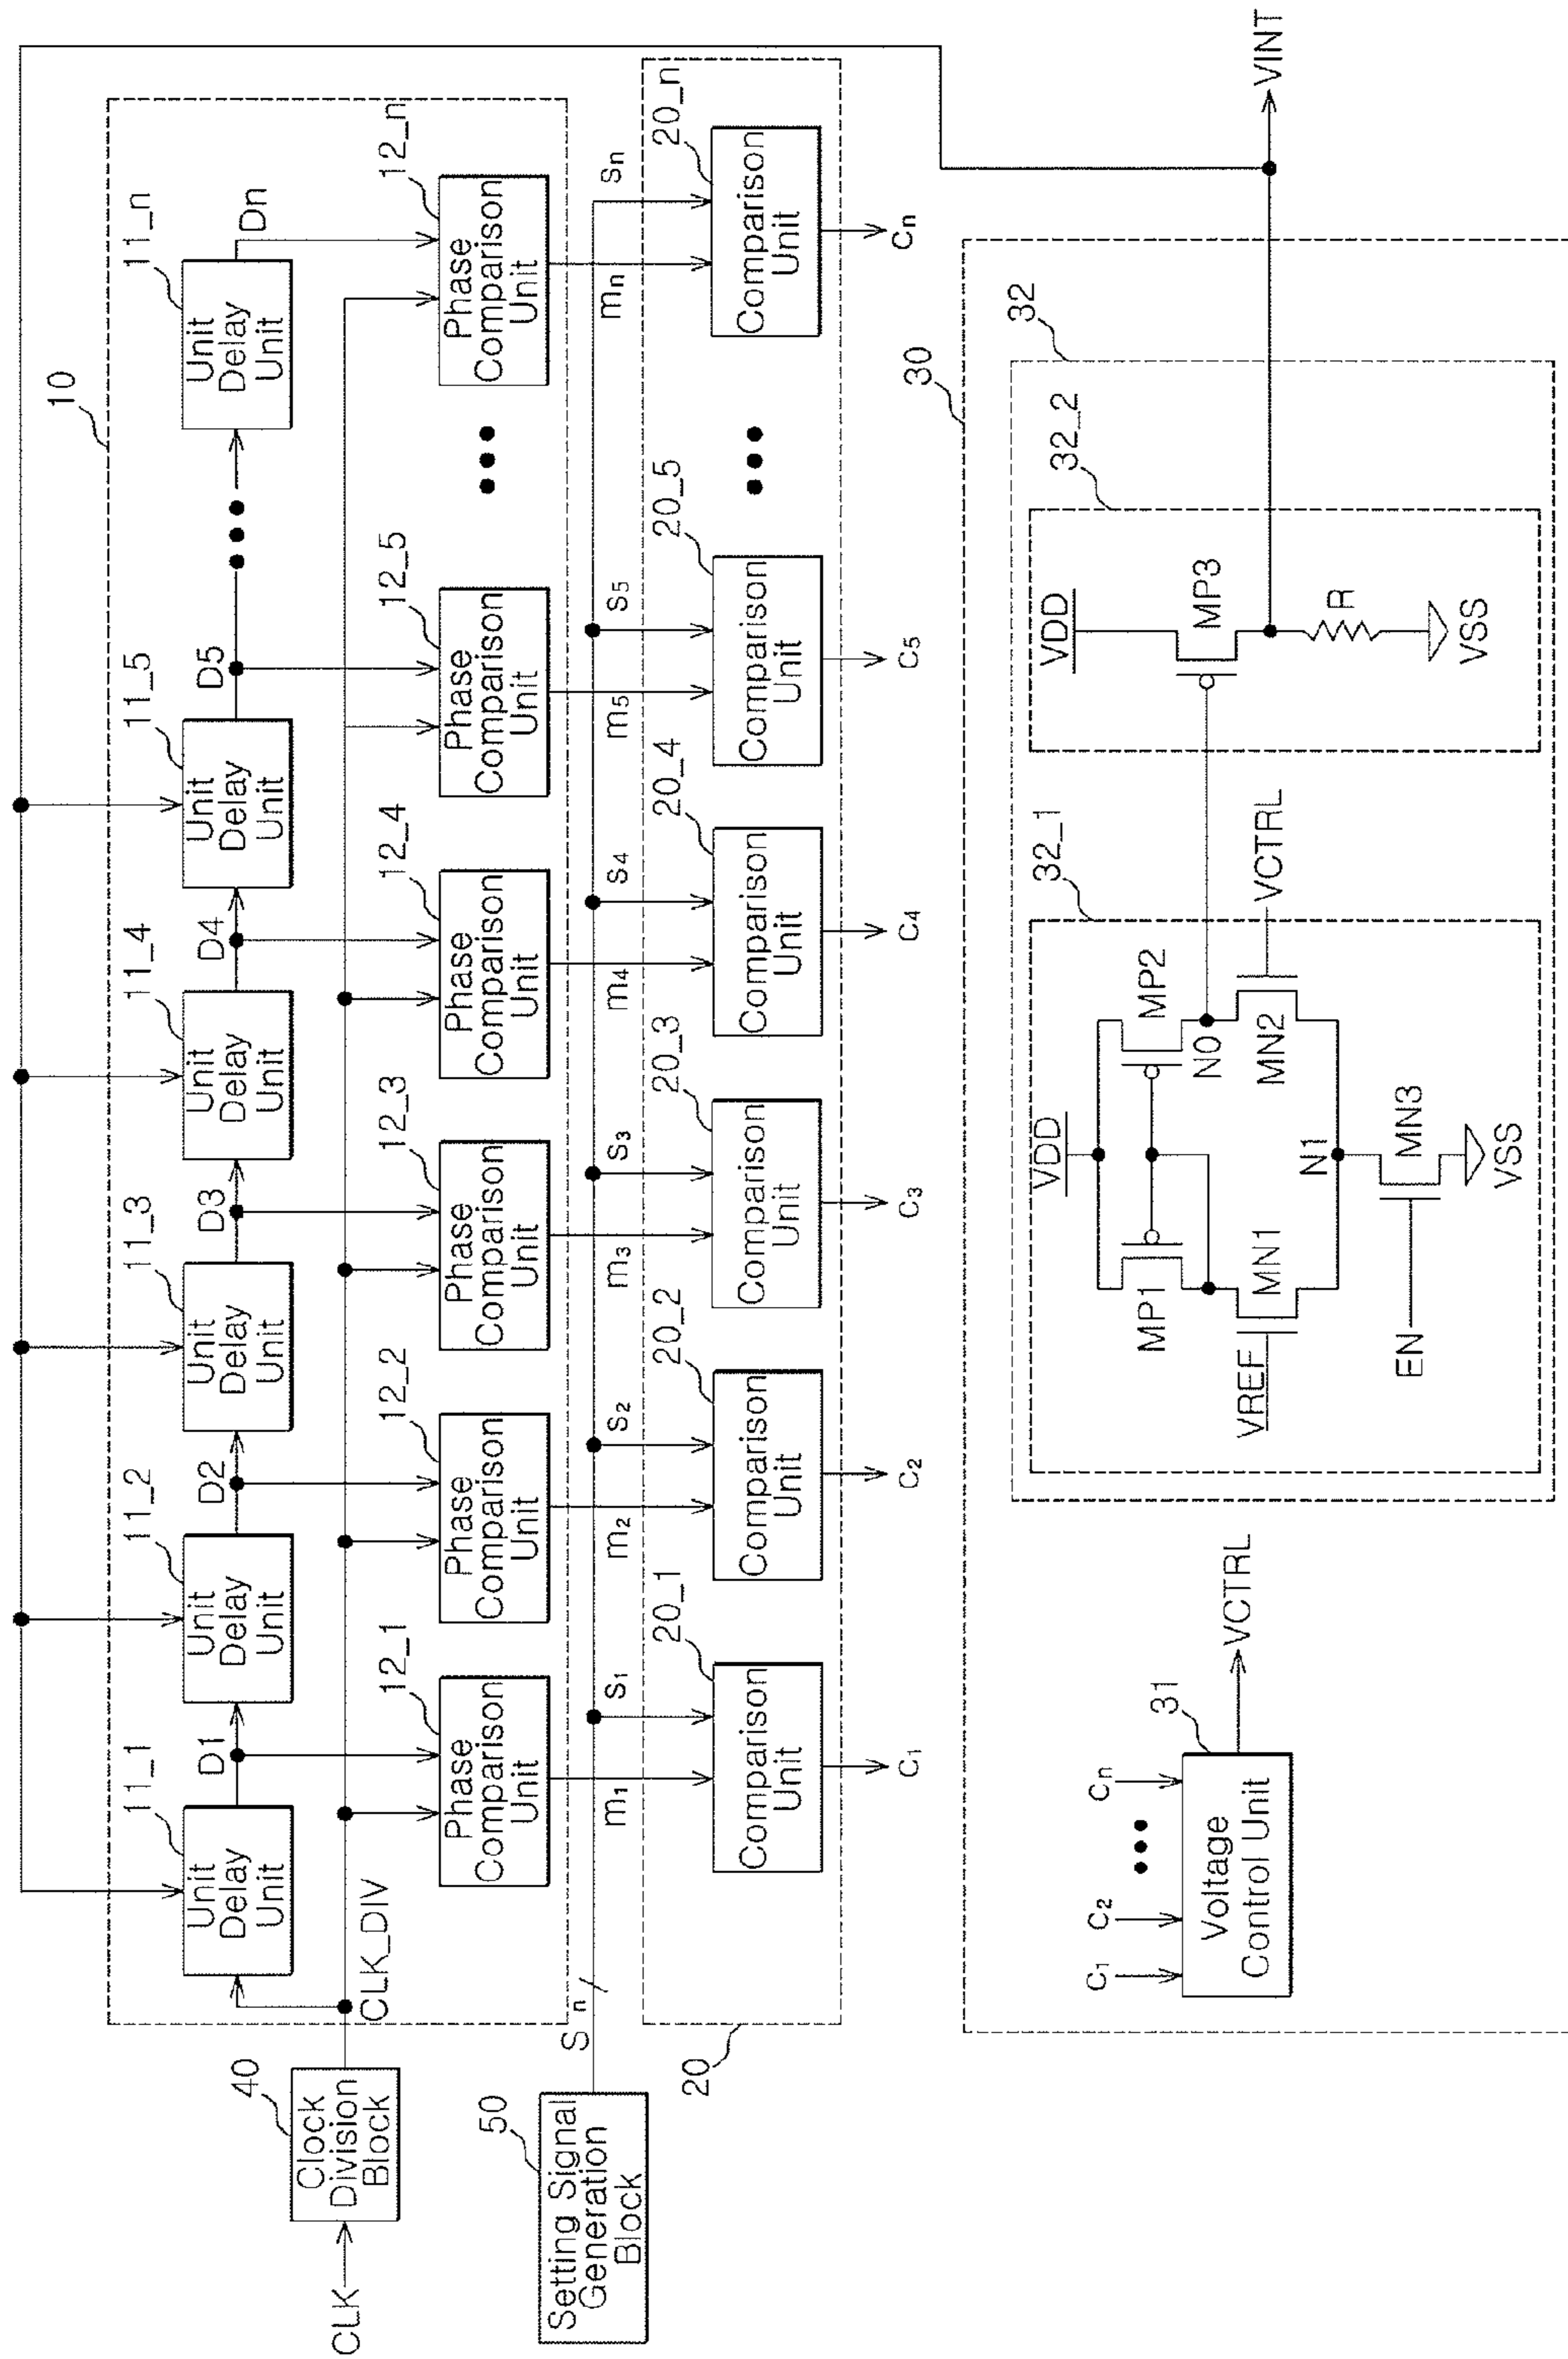 10
11_1
11_2
11_3
11_4
11_5
11_n
Unit
Delay
Unit
Unit
Delay
Unit
Unit
Delay
Unit
Unit
Delay
Unit
Unit
Delay
Unit
Unit
Delay
Unit
D1
D2
D3
D4
D5
Dn
CLK
40
Clock
Division
Block
CLK_DIV
12_1
12_2
12_3
12_4
12_5
12_n
Phase
Comparison
Unit
Phase
Comparison
Unit
Phase
Comparison
Unit
Phase
Comparison
Unit
Phase
Comparison
Unit
Phase
Comparison
Unit
50
Setting Signal
Generation
Block
S
n
m1
S1
m2
S2
m3
S3
m4
S4
m5
S5
mn
Sn
20
20_1
20_2
20_3
20_4
20_5
20_n
Comparison
Unit
Comparison
Unit
Comparison
Unit
Comparison
Unit
Comparison
Unit
Comparison
Unit
C1
C2
C3
C4
C5
Cn
30
C1
C2
Cn
31
Voltage
Control Unit
VCTRL
32
32_1
VDD
MP1
MP2
N0
VREF
MN1
MN2
VCTRL
N1
EN
MN3
VSS
32_2
VDD
MP3
R
VSS
VINT